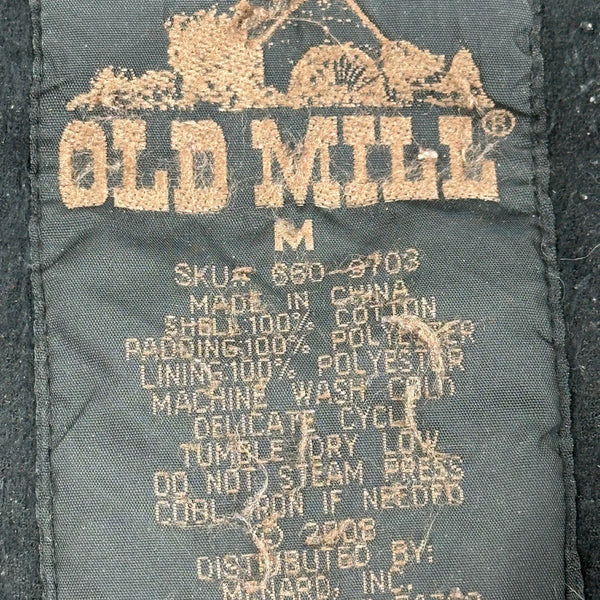 OLD MILL®
M
SKU# 660-9703
MADE IN CHINA
SHELL:100% COTTON
PADDING:100% POLYESTER
LINING:100% POLYESTER
MACHINE WASH COLD
DELICATE CYCLE
TUMBLE DRY LOW
DO NOT STEAM PRESS
COOL IRON IF NEEDED
© 2008
DISTRIBUTED BY:
MENARD, INC.